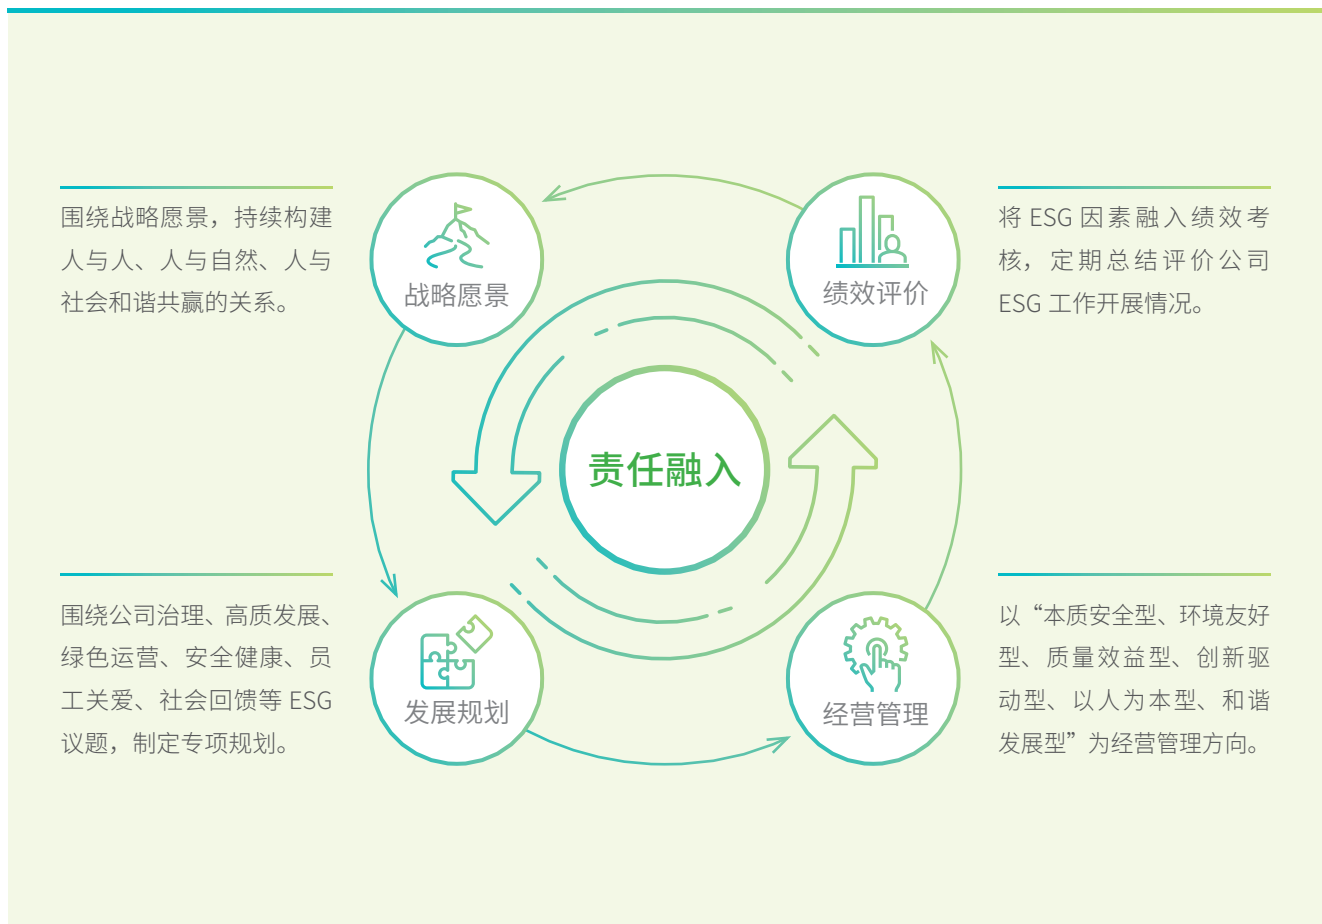 围绕战略愿景，持续构建
人与人、人与自然、人与
社会和谐共赢的关系。
战略愿景
绩效评价
将 ESG 因素融入绩效考
核，定期总结评价公司
ESG 工作开展情况。
责任融入
围绕公司治理、高质发展、
绿色运营、安全健康、员
工关爱、社会回馈等 ESG
议题，制定专项规划。
发展规划
经营管理
以“本质安全型、环境友好
型、质量效益型、创新驱
动型、以人为本型、和谐
发展型”为经营管理方向。